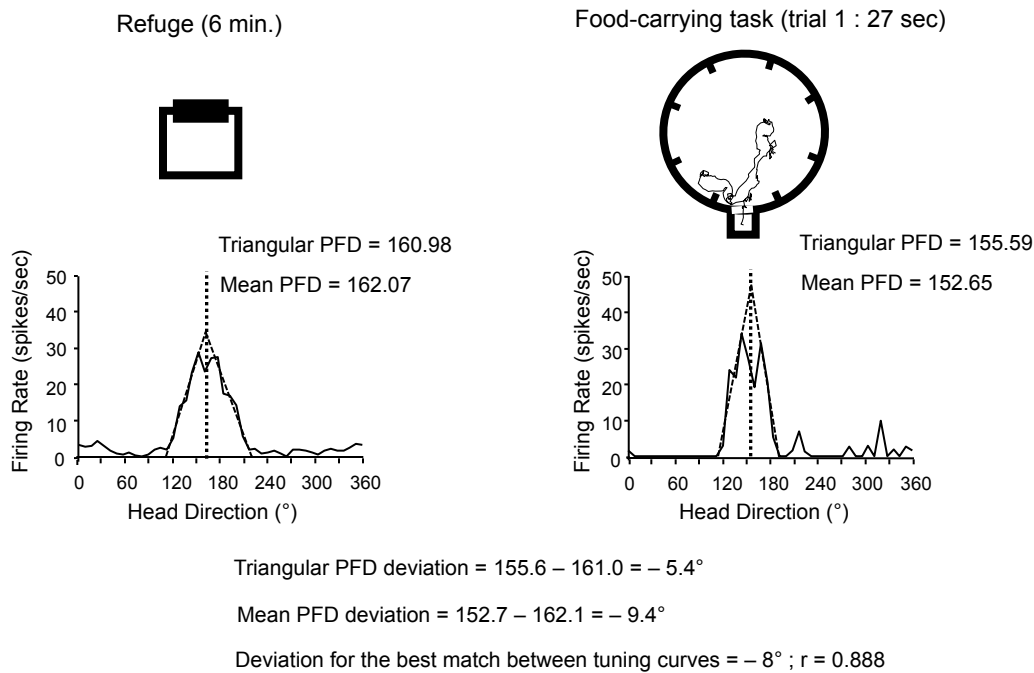 Refuge (6 min.)
Food-carrying task (trial 1 : 27 sec)
Triangular PFD = 160.98
Mean PFD = 162.07
Firing Rate (spikes/sec)
50
40
30
20
10
0
0 60 120 180 240 300 360
Head Direction (°)
Triangular PFD = 155.59
Mean PFD = 152.65
Firing Rate (spikes/sec)
50
40
30
20
10
0
0 60 120 180 240 300 360
Head Direction (°)
Triangular PFD deviation = 155.6 – 161.0 = – 5.4°
Mean PFD deviation = 152.7 – 162.1 = – 9.4°
Deviation for the best match between tuning curves = – 8° ; r = 0.888